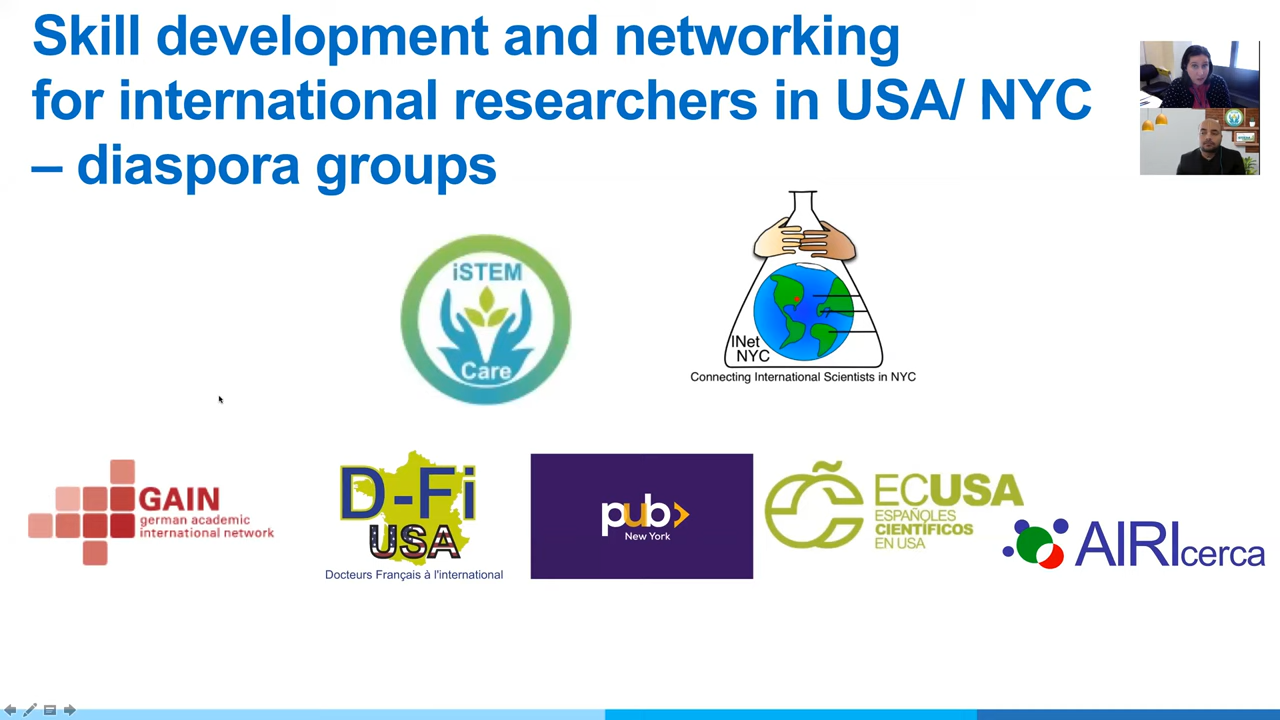 Skill development and networking
for international researchers in USA/ NYC
– diaspora groups
iSTEM
Care
INet
NYC
Connecting International Scientists in NYC
GAIN
german academic
international network
D-Fi
USA
Docteurs Français à l'international
pub>
New York
ECUSA
ESPAÑOLES
CIENTÍFICOS
EN USA
AIRIcerca